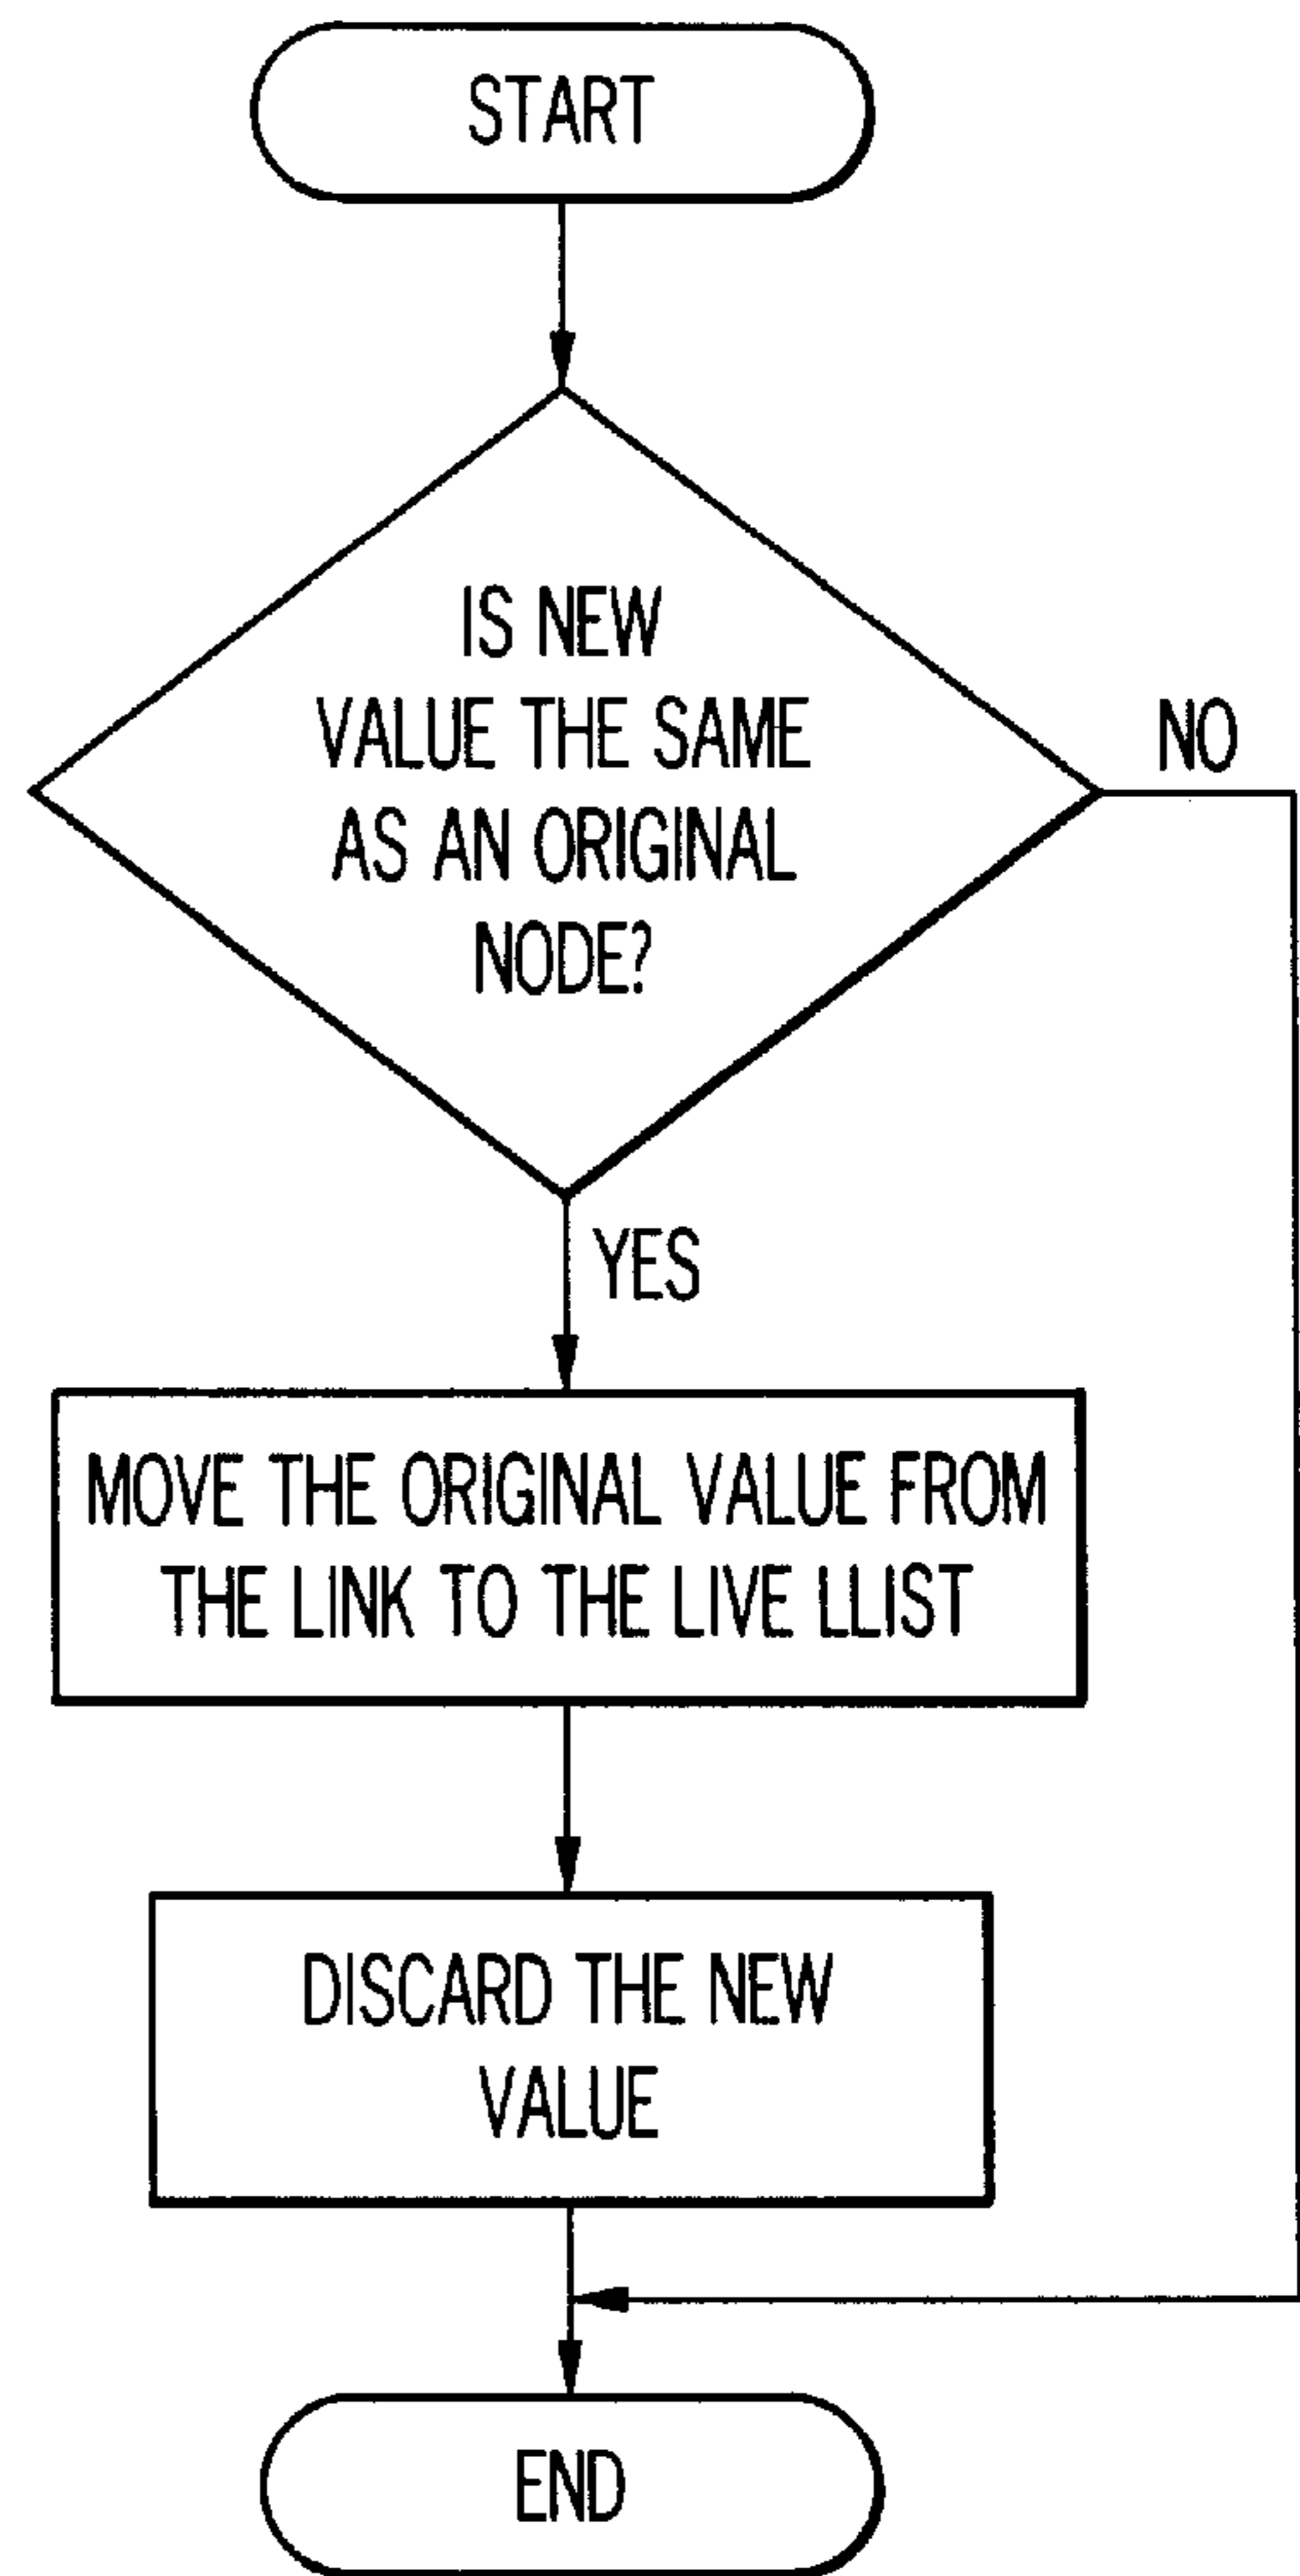 START
IS NEW
VALUE THE SAME
AS AN ORIGINAL
NODE?
NO
YES
MOVE THE ORIGINAL VALUE FROM
THE LINK TO THE LIVE LLIST
DISCARD THE NEW
VALUE
END